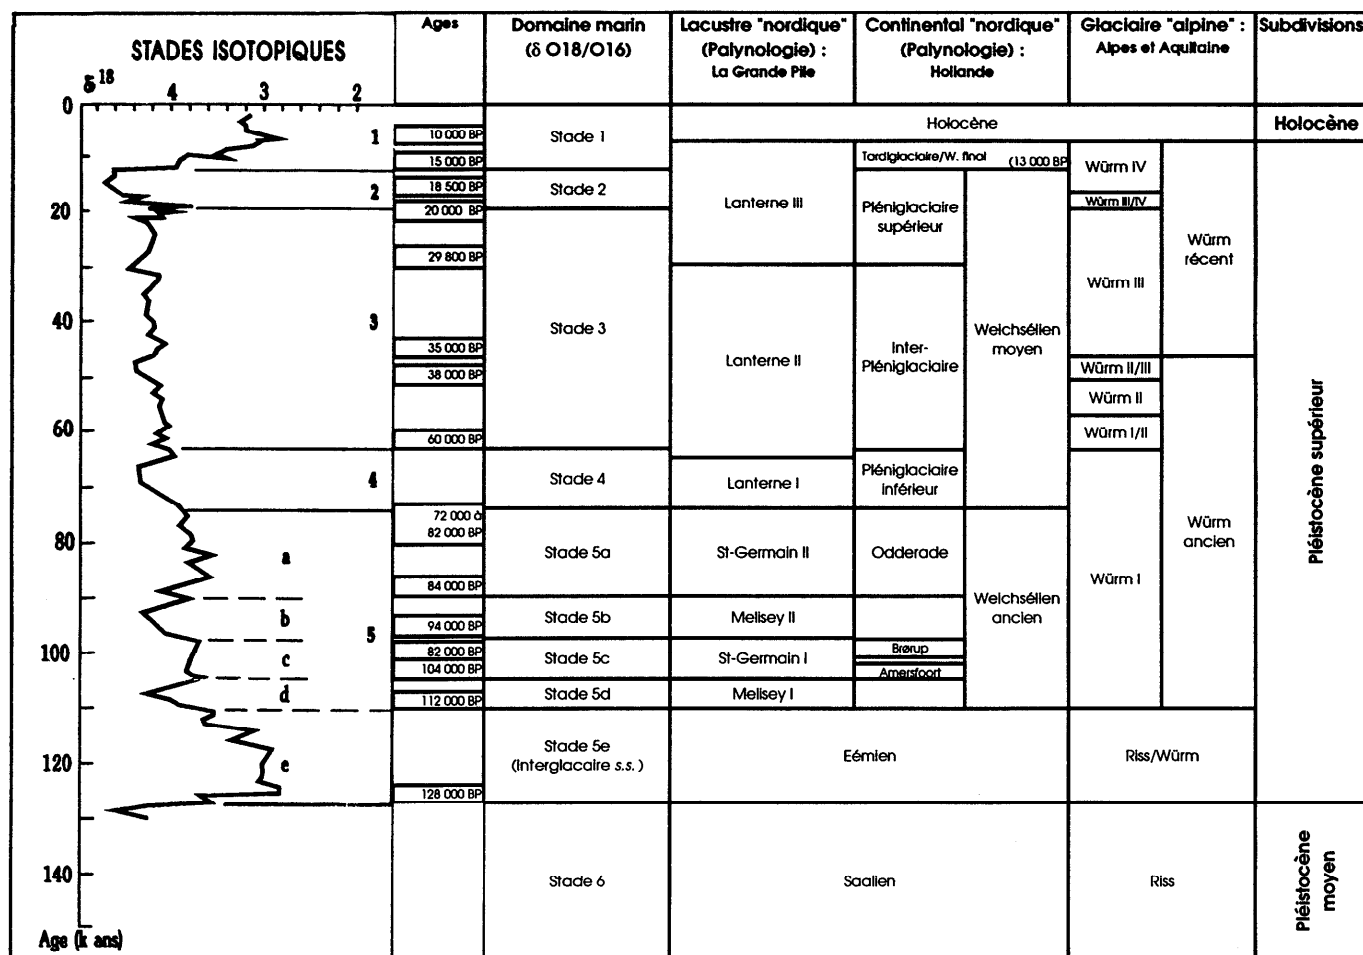 STADES ISOTOPIQUES
δ 18
4
3
2
0
20
40
60
80
100
120
140
Age (k ans)
1
2
3
4
5
a
b
c
d
e
Ages
10 000 BP
15 000 BP
18 500 BP
20 000 BP
29 800 BP
35 000 BP
38 000 BP
60 000 BP
72 000 à
82 000 BP
84 000 BP
94 000 BP
82 000 BP
104 000 BP
112 000 BP
128 000 BP
Domaine marin
(δ O18/O16)
Stade 1
Stade 2
Stade 3
Stade 4
Stade 5a
Stade 5b
Stade 5c
Stade 5d
Stade 5e
(Interglacaire s.s.)
Stade 6
Lacustre "nordique"
(Palynologie) :
La Grande Pile
Continental "nordique"
(Palynologie) :
Hollande
Glaciaire "alpine" :
Alpes et Aquitaine
Subdivisions
Holocène
Holocène
Lanterne III
Lanterne II
Lanterne I
St-Germain II
Melisey II
St-Germain I
Melisey I
Tardiglaciaire/W. final
(13 000 BP
Pléniglaciaire
supérieur
Inter-
Pléniglaciaire
Pléniglaciaire
inférieur
Odderade
Brørup
Amersfoort
Weichsélien
moyen
Weichsélien
ancien
Eémien
Saalien
Würm IV
Würm III/IV
Würm III
Würm II/III
Würm II
Würm I/II
Würm I
Würm
récent
Würm
ancien
Riss/Würm
Riss
Pléistocène supérieur
Pléistocène
moyen